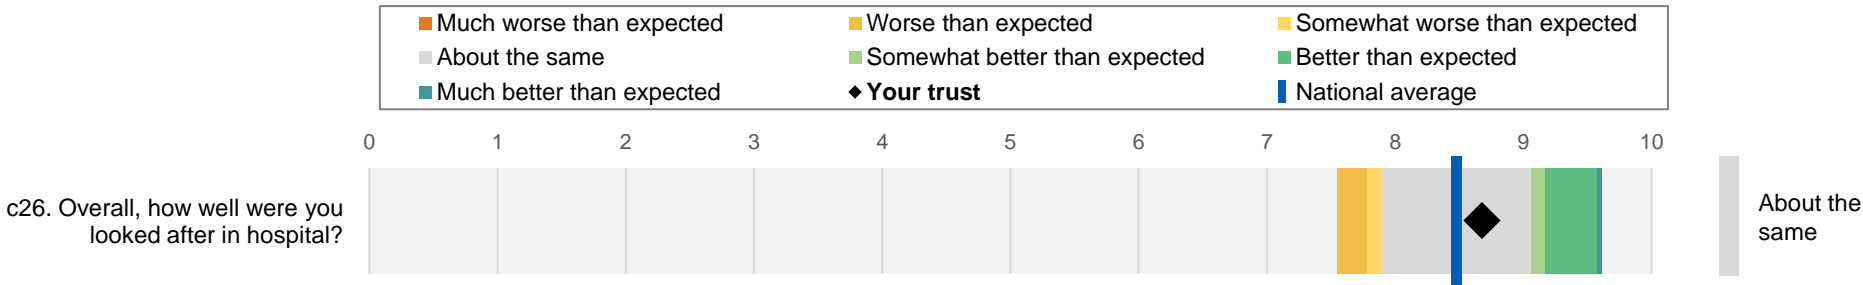 Much worse than expected
Worse than expected
Somewhat worse than expected
About the same
Somewhat better than expected
Better than expected
Much better than expected
Your trust
National average
0 1 2 3 4 5 6 7 8 9 10
c26. Overall, how well were you
looked after in hospital?
About the
same